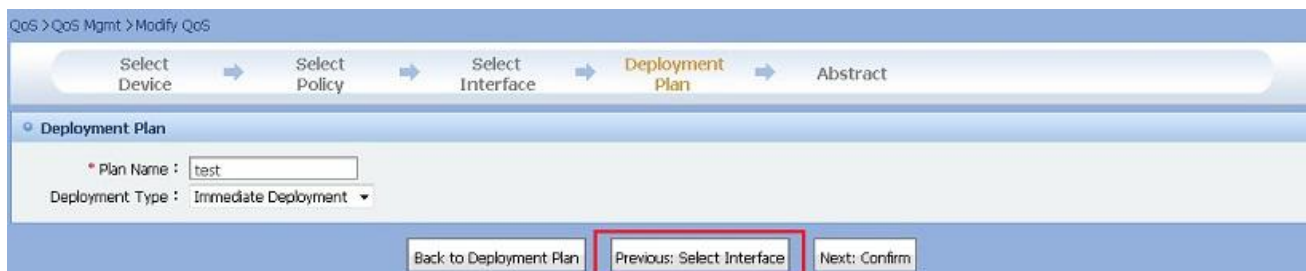 QoS > QoS Mgmt > Modify QoS
Select Device
Select Policy
Select Interface
Deployment Plan
Abstract
Deployment Plan
* Plan Name : test
Deployment Type : Immediate Deployment
Back to Deployment Plan Previous: Select Interface Next: Confirm